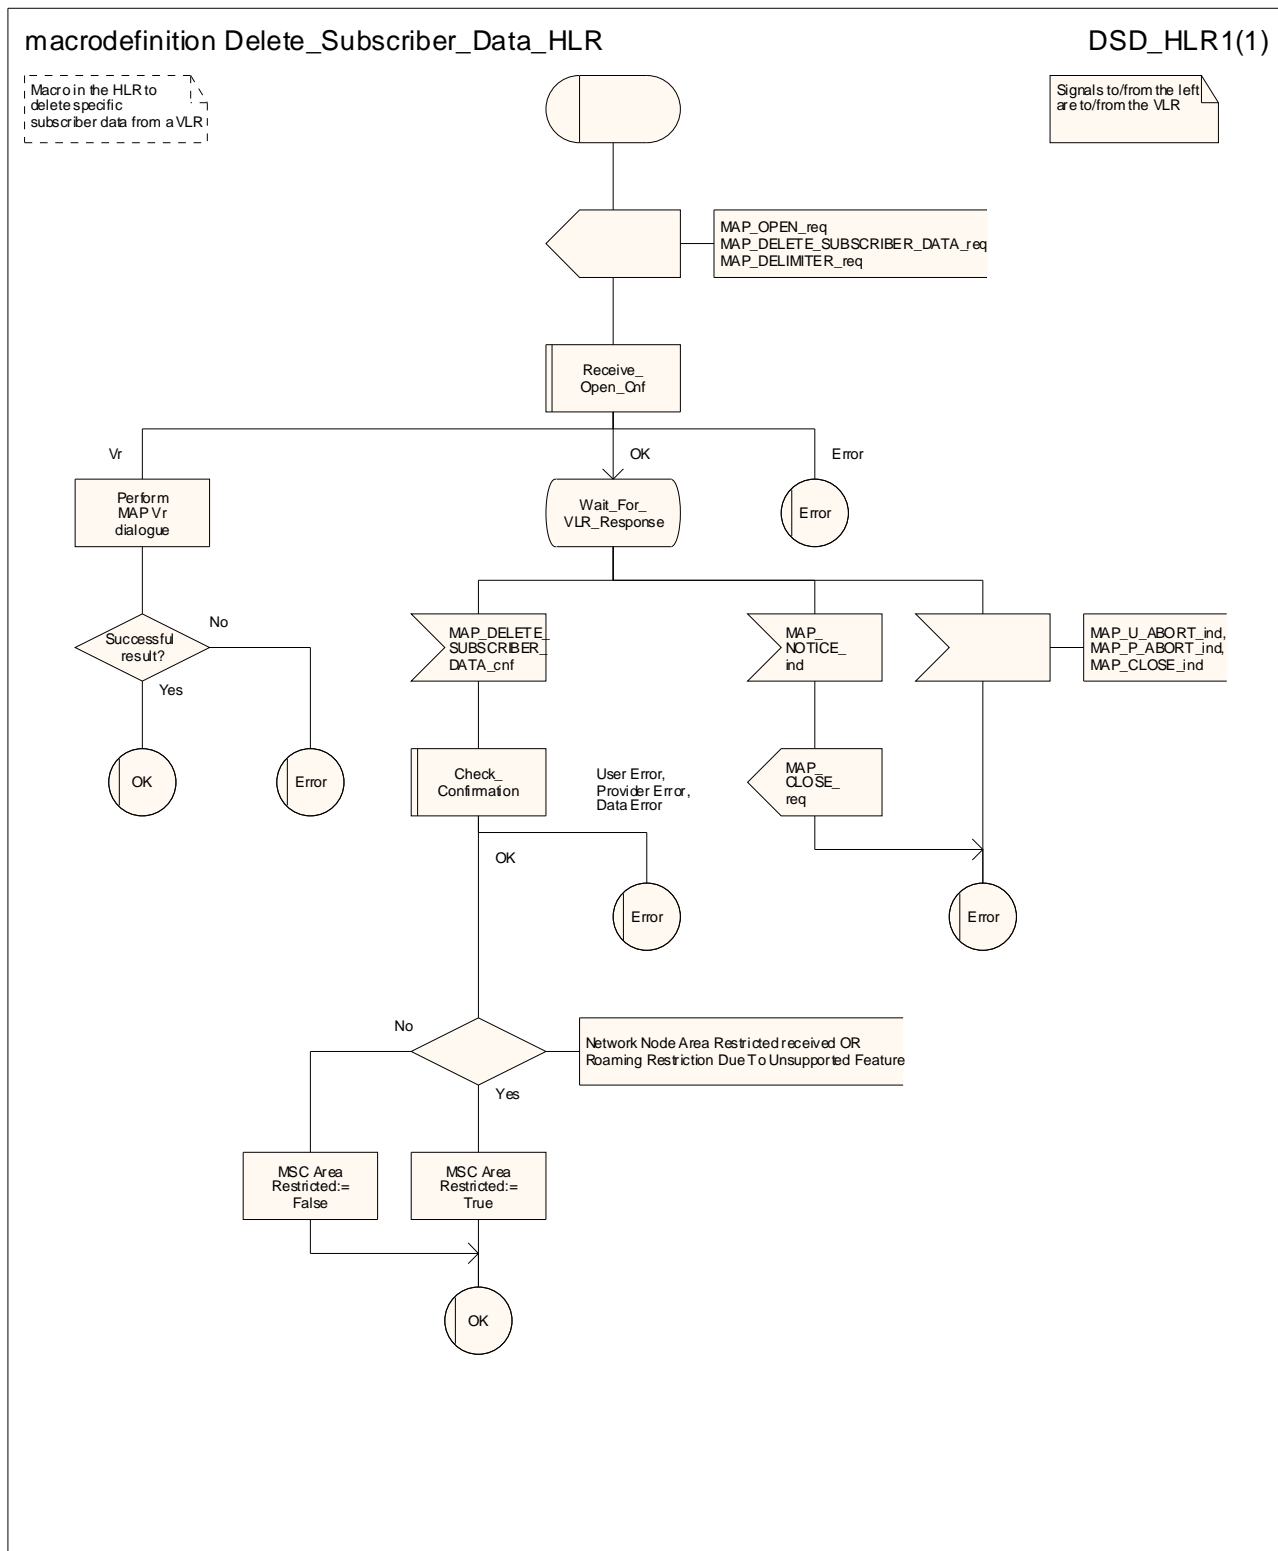 macrodefinition Delete_Subscriber_Data_HLR
DSD_HLR1(1)
Macro in the HLR to
delete specific
subscriber data from a VLR
Signals to/from the left
are to/from the VLR
MAP_OPEN_req
MAP_DELETE_SUBSCRIBER_DATA_req
MAP_DELIMITER_req
Receive_
Open_Cnf
Vr
OK
Error
Perform
MAP Vr
dialogue
Wait_For_
VLR_Response
Error
Successful
result?
No
Yes
MAP_DELETE_
SUBSCRIBER_
DATA_cnf
MAP_
NOTICE_
ind
MAP_U_ABORT_ind,
MAP_P_ABORT_ind,
MAP_CLOSE_ind
OK
Error
Check_
Confirmation
User Error,
Provider Error,
Data Error
MAP_
CLOSE_
req
OK
Error
Error
No
Network Node Area Restricted received OR
Roaming Restriction Due To Unsupported Feature
Yes
MSC Area
Restricted:=
False
MSC Area
Restricted:=
True
OK